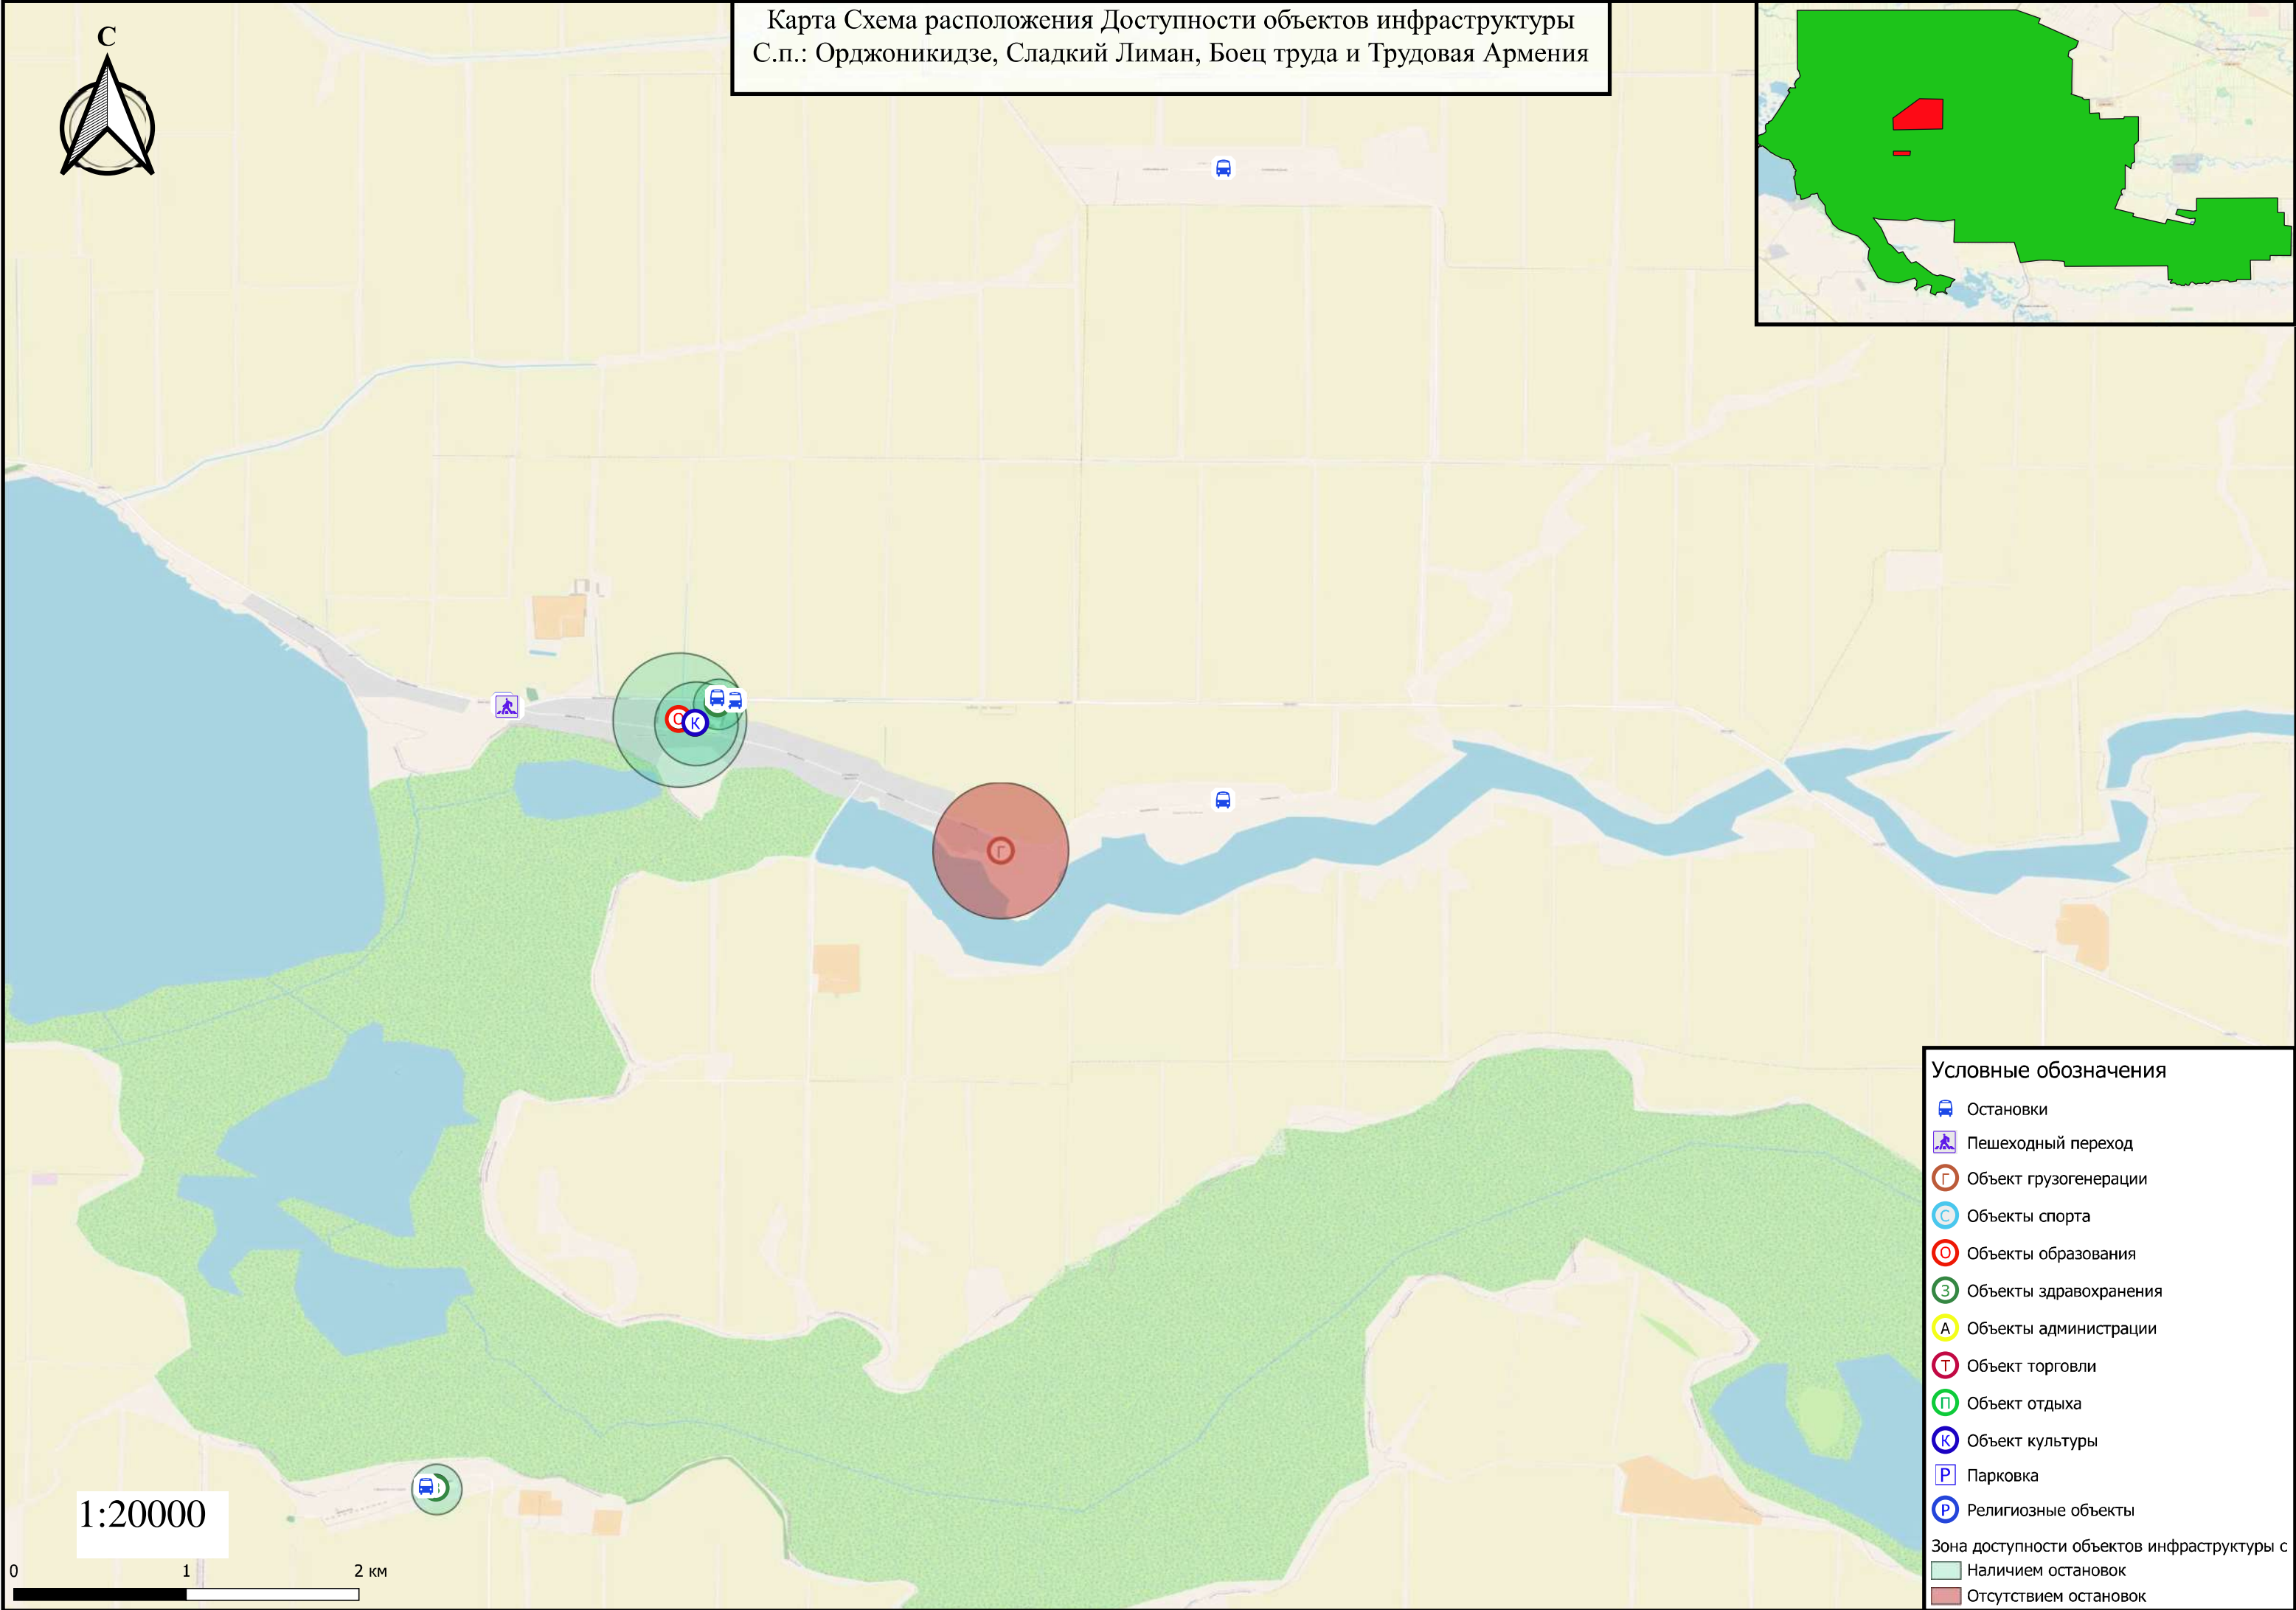 Карта Схема расположения Доступности объектов инфраструктуры
С.п.: Орджоникидзе, Сладкий Лиман, Боец труда и Трудовая Армения
С
О
К
Г
Условные обозначения
Остановки
Пешеходный переход
Г Объект грузогенерации
С Объекты спорта
О Объекты образования
З Объекты здравохранения
А Объекты администрации
Т Объект торговли
П Объект отдыха
К Объект культуры
P Парковка
Р Религиозные объекты
Зона доступности объектов инфраструктуры с
Наличием остановок
Отсутствием остановок
1:20000
0 1 2 км